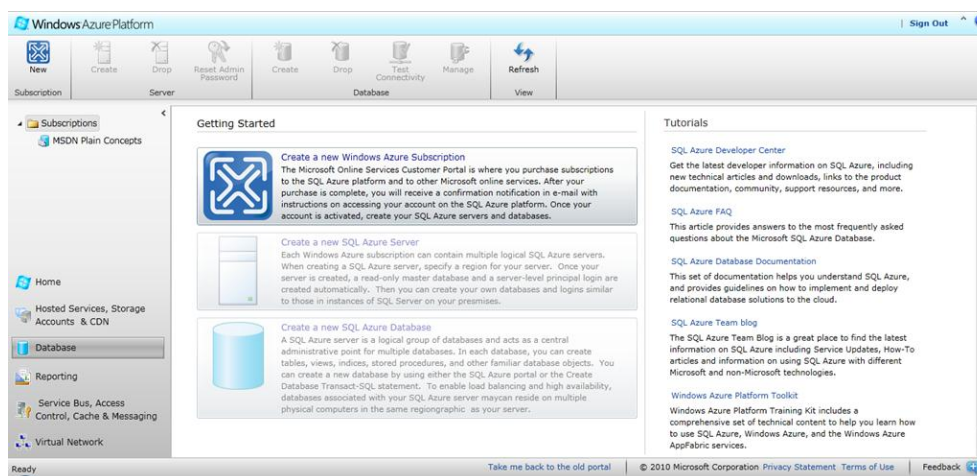 Windows Azure Platform
Sign Out
New
Create
Drop
Reset Admin
Password
Create
Drop
Test
Connectivity
Manage
Refresh
Subscription
Server
Database
View
Subscriptions
MSDN Plain Concepts
Home
Hosted Services, Storage
Accounts & CDN
Database
Reporting
Service Bus, Access
Control, Cache & Messaging
Virtual Network
Getting Started
Create a new Windows Azure Subscription
The Microsoft Online Services Customer Portal is where you purchase subscriptions
to the SQL Azure platform and to other Microsoft online services. After your
purchase is complete, you will receive a confirmation notification in e-mail with
instructions on accessing your account on the SQL Azure platform. Once your
account is activated, create your SQL Azure servers and databases.
Create a new SQL Azure Server
Each Windows Azure subscription can contain multiple logical SQL Azure servers.
When creating a SQL Azure server, specify a region for your server. Once your
server is created, a read-only master database and a server-level principal login are
created automatically. Then you can create your own databases and logins similar
to those in instances of SQL Server on your presmises.
Create a new SQL Azure Database
A SQL Azure server is a logical group of databases and acts as a central
administrative point for multiple databases. In each database, you can create
tables, views, indices, stored procedures, and other familiar database objects. You
can create a new database by using either the SQL Azure portal or the Create
Database Transact-SQL statement. To enable load balancing and high availability,
databases associated with your SQL Azure server maycan reside on multiple
physical computers in the same regiongraphic as your server.
Tutorials
SQL Azure Developer Center
Get the latest developer information on SQL Azure, including
new technical articles and downloads, links to the product
documentation, community, support resources, and more.
SQL Azure FAQ
This article provides answers to the most frequently asked
questions about the Microsoft SQL Azure Database.
SQL Azure Database Documentation
This set of documentation helps you understand SQL Azure,
and provides guidelines on how to implement and deploy
relational database solutions to the cloud.
SQL Azure Team blog
The SQL Azure Team Blog is a great place to find the latest
information on SQL Azure including Service Updates, How-To
articles and information on using SQL Azure with different
Microsoft and non-Microsoft technologies.
Windows Azure Platform Toolkit
Windows Azure Platform Training Kit includes a
comprehensive set of technical content to help you learn how
to use SQL Azure, Windows Azure, and the Windows Azure
AppFabric services.
Ready
Take me back to the old portal
© 2010 Microsoft Corporation Privacy Statement Terms of Use
Feedback